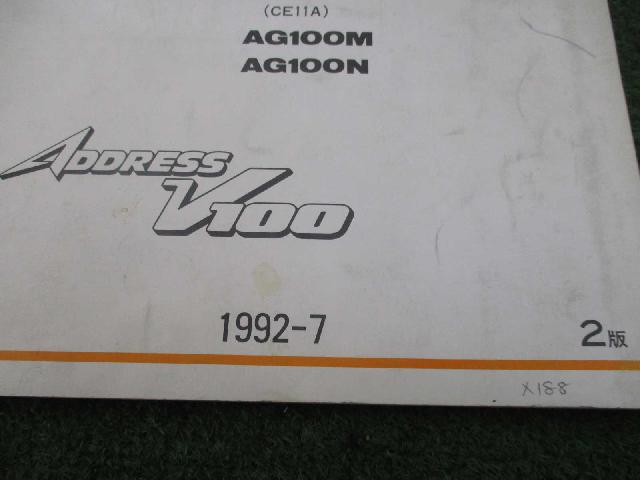 (CE11A)
AG100M
AG100N
ADDRESS
V100
1992-7
2版
X188